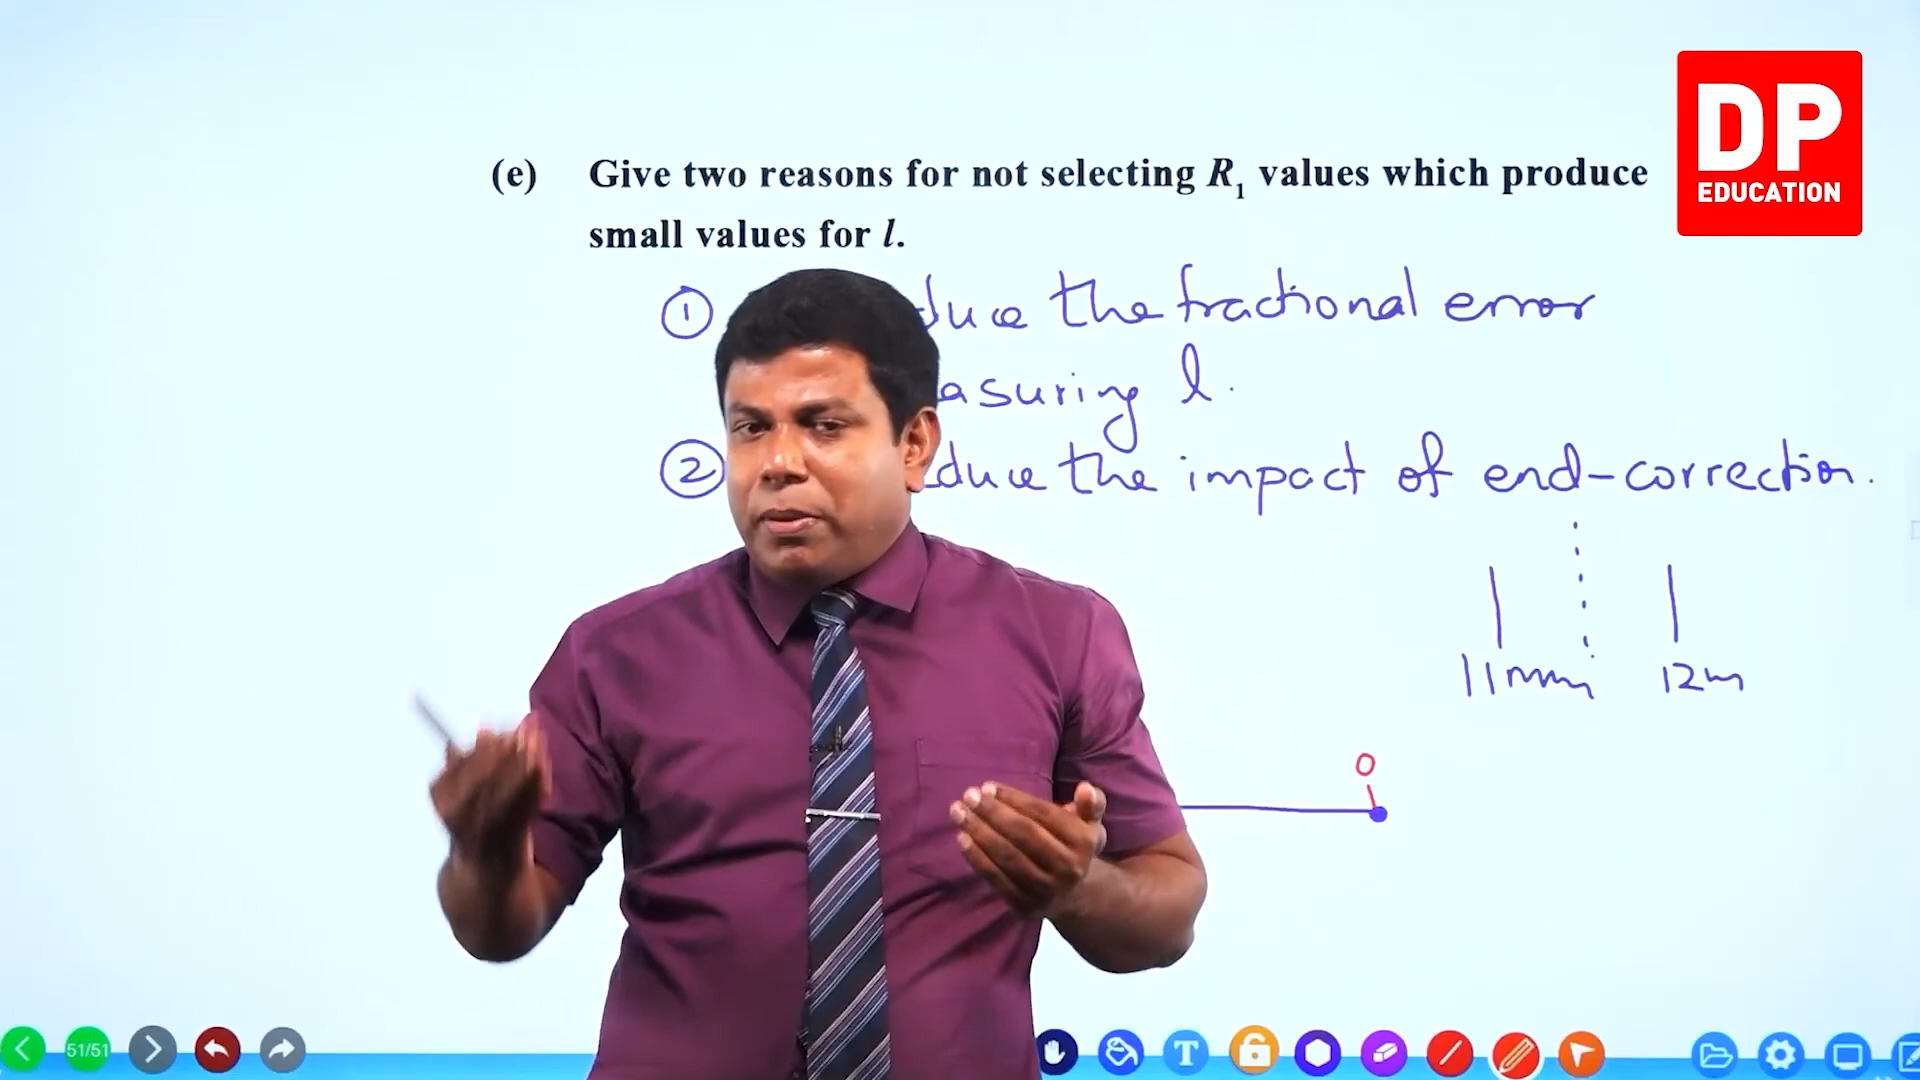 DP
EDUCATION
(e) Give two reasons for not selecting R₁ values which produce
small values for l.
① duce the fractional error
asuring l.
② duce the impact of end-correction.
11mm 12m
0
51/51
T